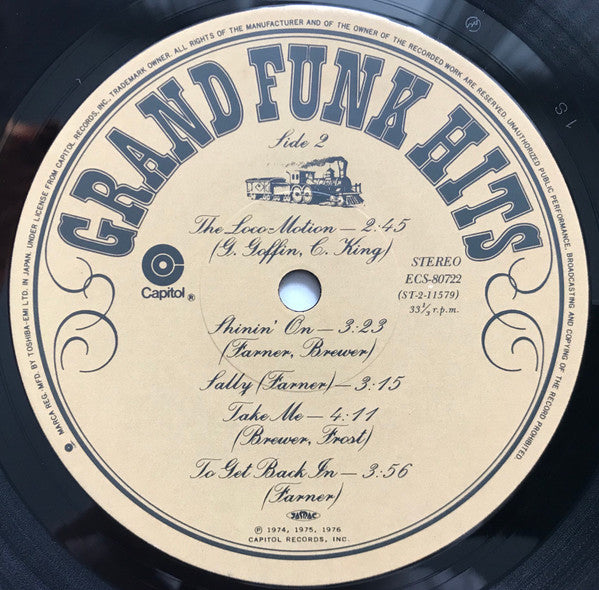 GRAND FUNK HITS
Side 2
The Loco-Motion — 2:45
(G. Goffin, C. King)
Capitol®
STEREO
ECS-80722
(ST-2-11579)
33⅓ r.p.m.
Shinin' On — 3:23
(Farner, Brewer)
Sally (Farner) — 3:15
Take Me — 4:11
(Brewer, Frost)
To Get Back In — 3:56
(Farner)
JASRAC
Ⓟ 1974, 1975, 1976
CAPITOL RECORDS, INC.
MARCA REG. MFD. BY TOSHIBA-EMI LTD. IN JAPAN. UNDER LICENSE FROM CAPITOL RECORDS, INC., TRADEMARK OWNER. ALL RIGHTS OF THE MANUFACTURER AND OF THE OWNER OF THE RECORDED WORK ARE RESERVED. UNAUTHORIZED PUBLIC PERFORMANCE, BROADCASTING AND COPYING OF THE RECORD PROHIBITED.
1 S